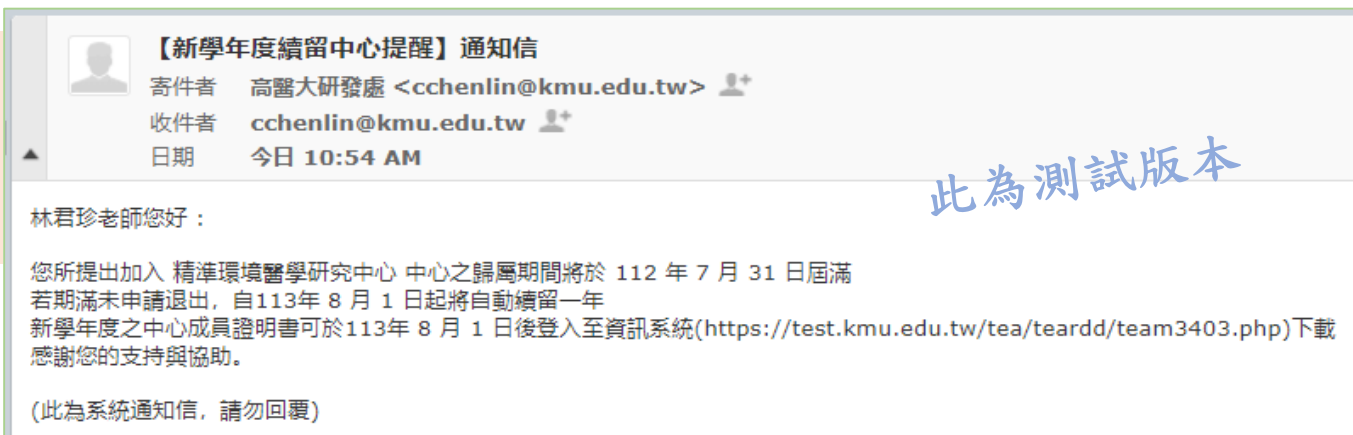 【新學年度續留中心提醒】通知信
寄件者 高醫大研發處 <cchenlin@kmu.edu.tw>
收件者 cchenlin@kmu.edu.tw
日期 今日 10:54 AM
此為測試版本
林君珍老師您好：
您所提出加入 精準環境醫學研究中心 中心之歸屬期間將於 112 年 7 月 31 日屆滿
若期滿未申請退出，自113年 8 月 1 日起將自動續留一年
新學年度之中心成員證明書可於113年 8 月 1 日後登入至資訊系統(https://test.kmu.edu.tw/tea/teardd/team3403.php)下載
感謝您的支持與協助。
(此為系統通知信，請勿回覆)